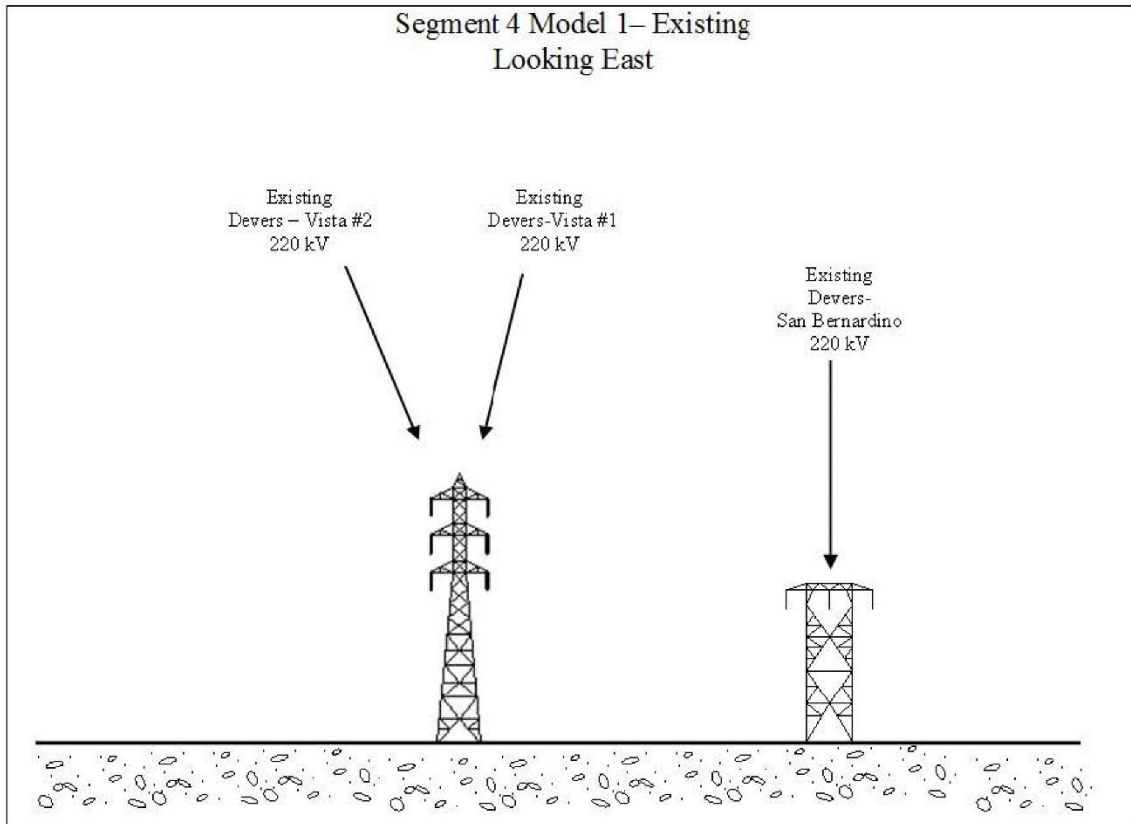 Segment 4 Model 1– Existing
Looking East
Existing
Devers – Vista #2
220 kV
Existing
Devers-Vista #1
220 kV
Existing
Devers-
San Bernardino
220 kV